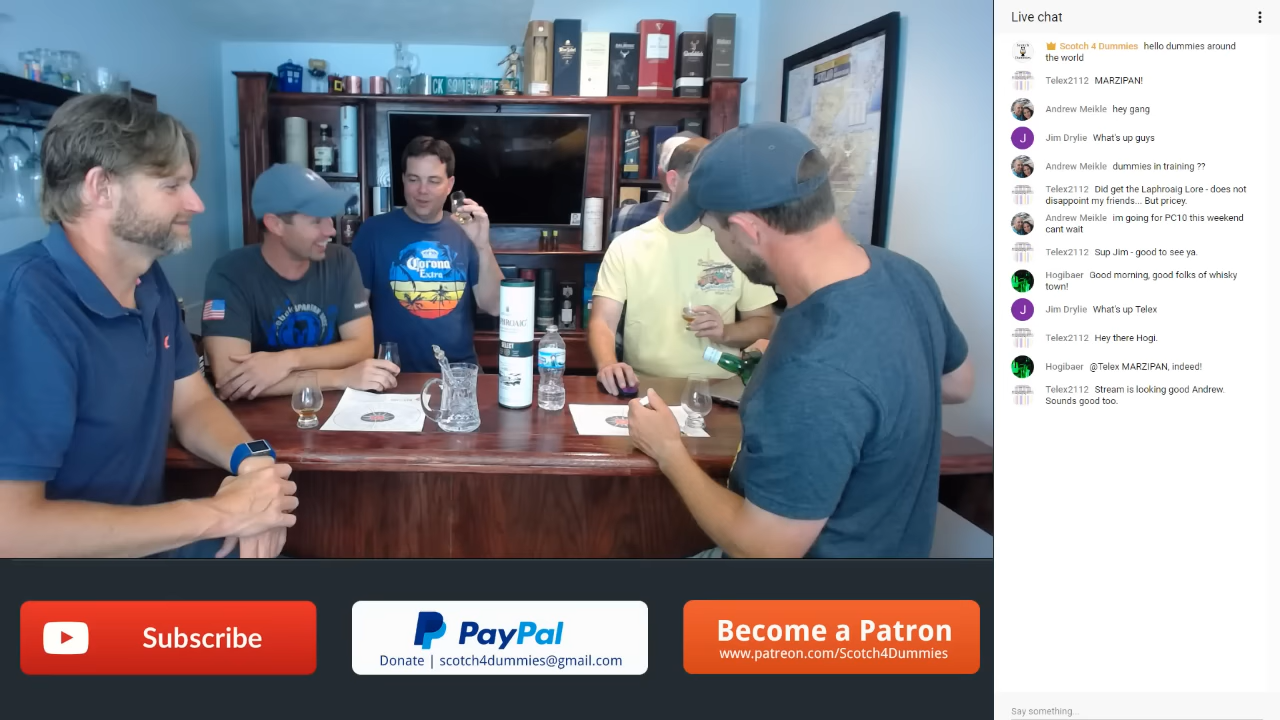 CK
Corona
Extra
Live chat
Scotch 4 Dummies hello dummies around
the world
Telex2112 MARZIPAN!
Andrew Meikle hey gang
J
Jim Drylie What's up guys
Andrew Meikle dummies in training ??
Telex2112 Did get the Laphroaig Lore - does not
disappoint my friends... But pricey.
Andrew Meikle im going for PC10 this weekend
cant wait
Telex2112 Sup Jim - good to see ya.
Hogibaer Good morning, good folks of whisky
town!
J
Jim Drylie What's up Telex
Telex2112 Hey there Hogi.
Hogibaer @Telex MARZIPAN, indeed!
Telex2112 Stream is looking good Andrew.
Sounds good too.
Say something...
Subscribe
PayPal
Donate | scotch4dummies@gmail.com
Become a Patron
www.patreon.com/Scotch4Dummies